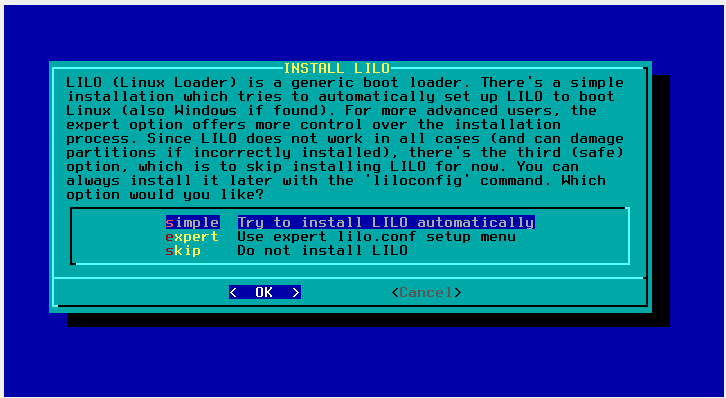 INSTALL LILO
LILO (Linux Loader) is a generic boot loader. There's a simple
installation which tries to automatically set up LILO to boot
Linux (also Windows if found). For more advanced users, the
expert option offers more control over the installation
process. Since LILO does not work in all cases (and can damage
partitions if incorrectly installed), there's the third (safe)
option, which is to skip installing LILO for now. You can
always install it later with the 'liloconfig' command. Which
option would you like?
simple Try to install LILO automatically
expert Use expert lilo.conf setup menu
skip Do not install LILO
< OK > <Cancel>